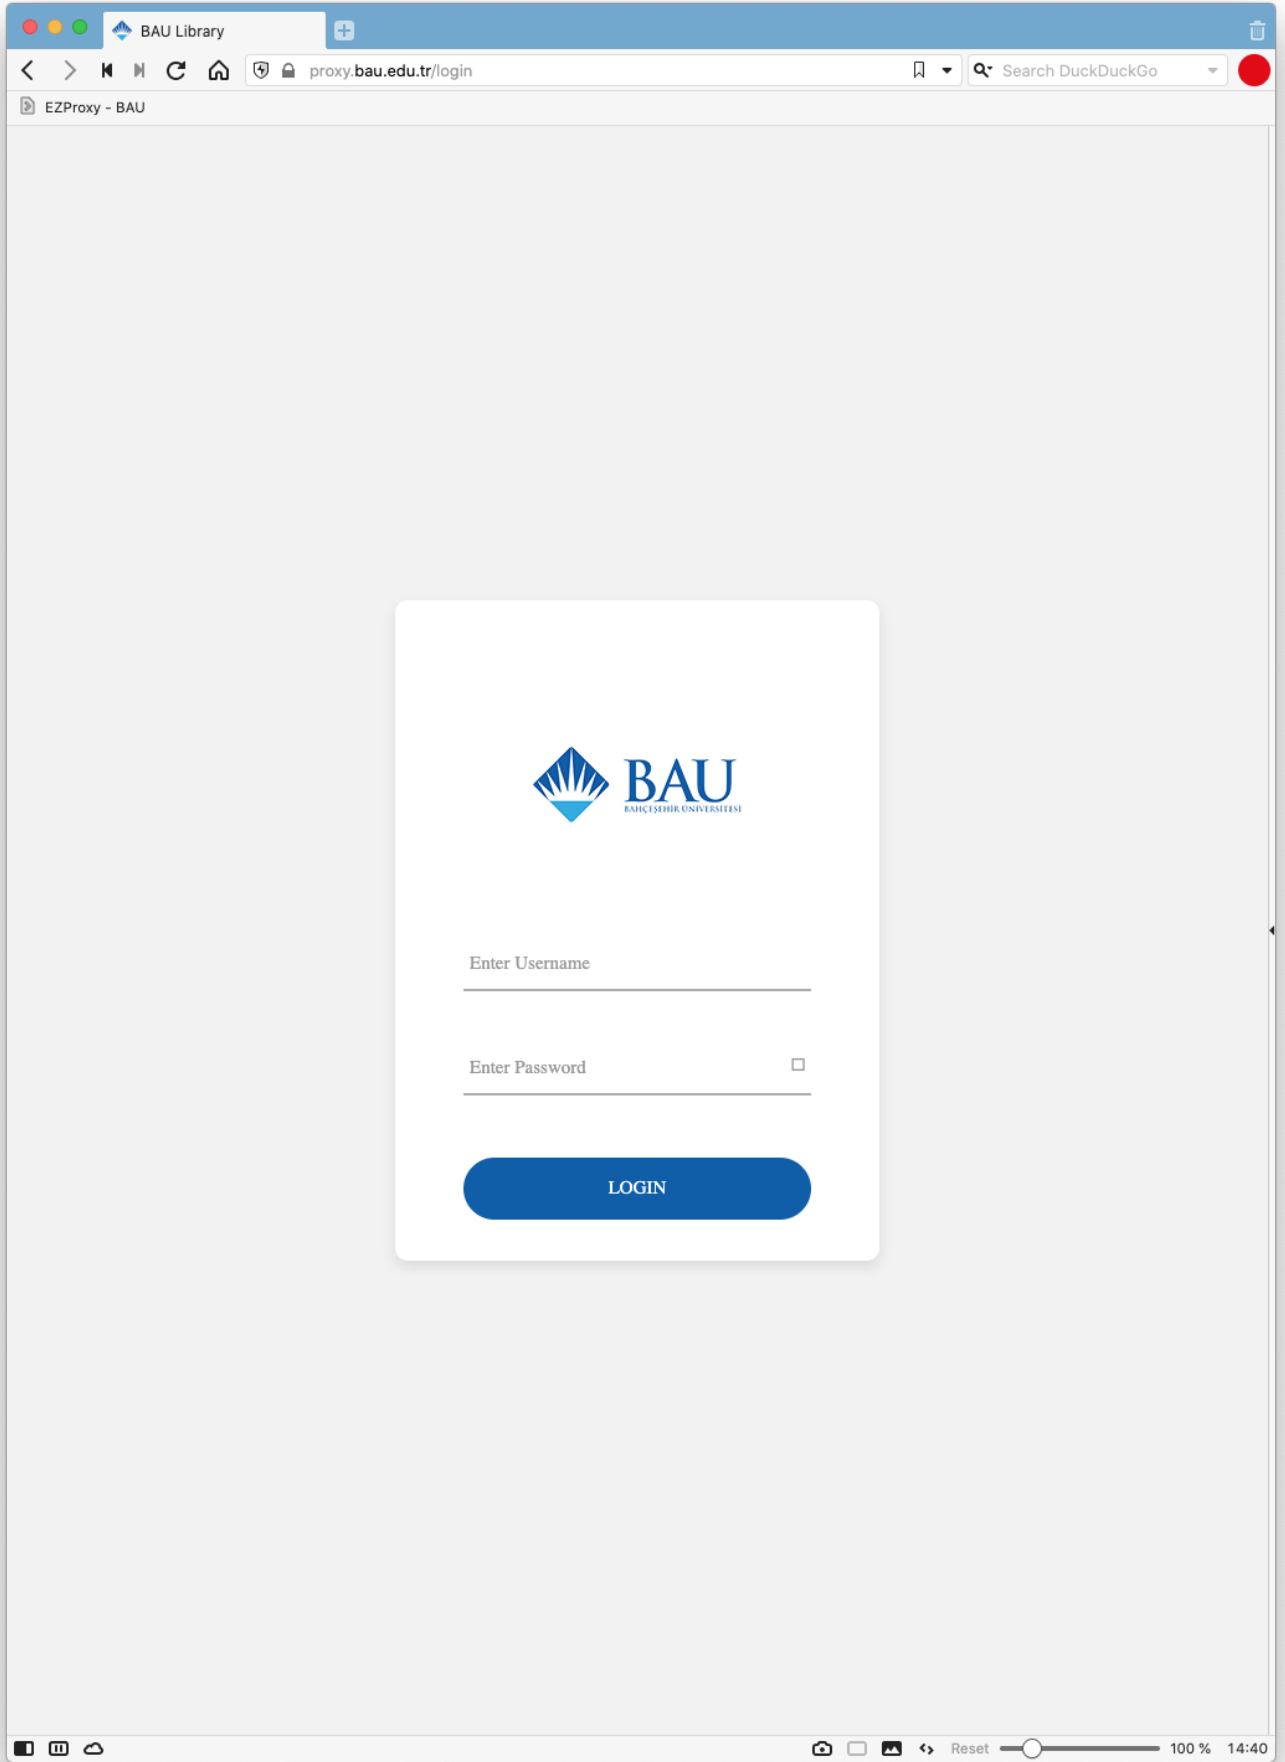 BAU Library
proxy.bau.edu.tr/login
Search DuckDuckGo
EZProxy - BAU
BAU
BAHÇEŞEHİR ÜNİVERSİTESİ
Enter Username
Enter Password
LOGIN
Reset
100 %
14:40